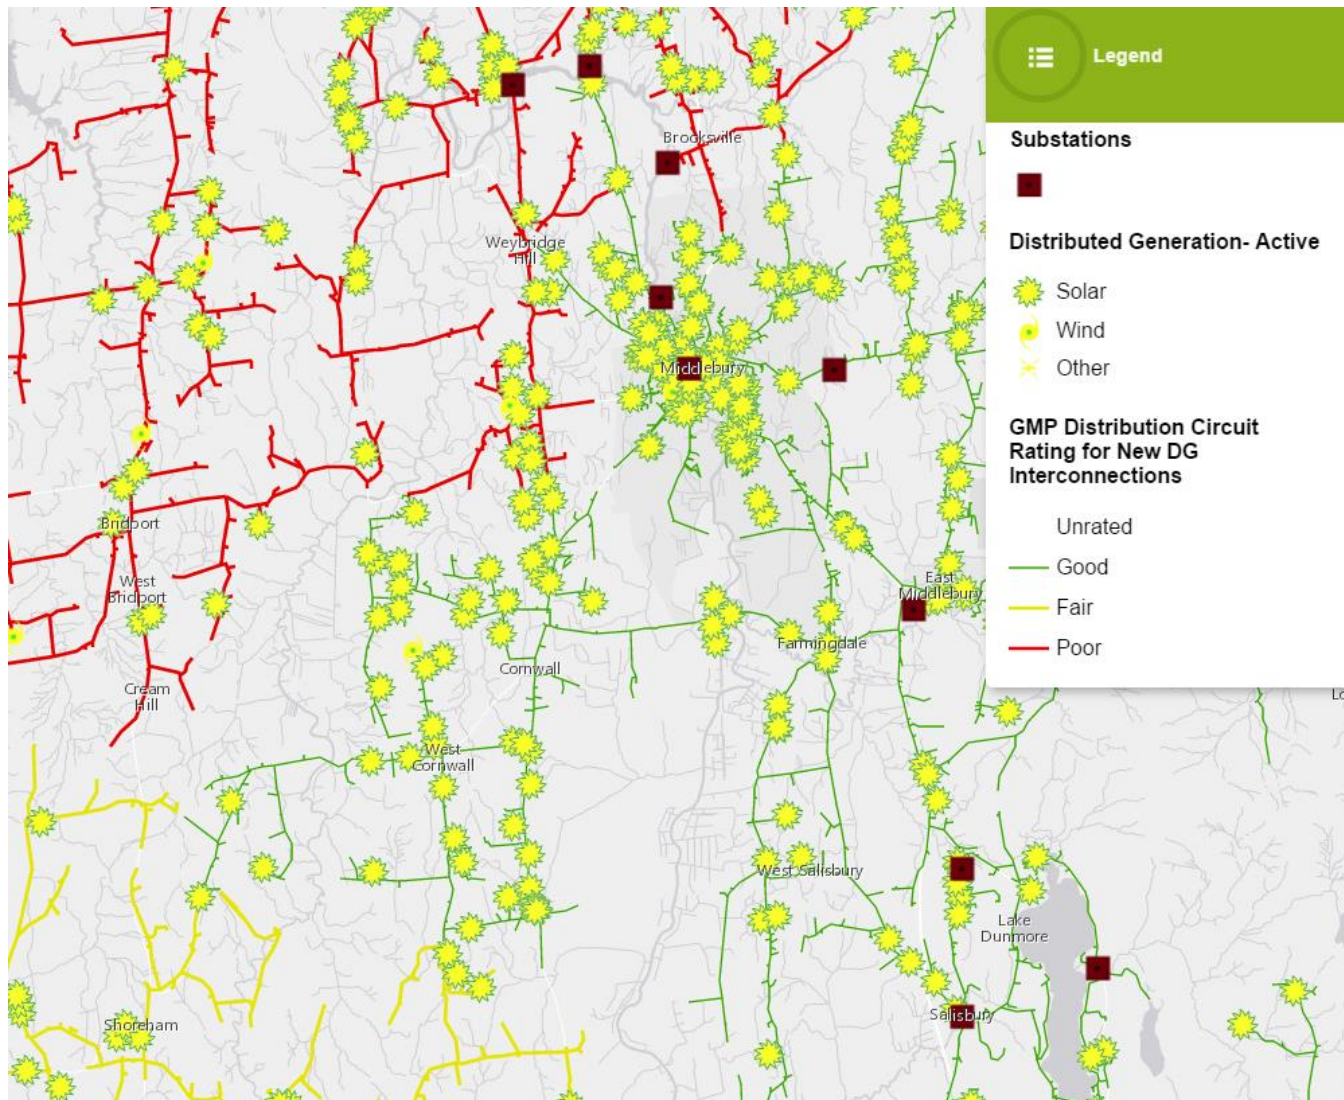 Legend
Substations
Distributed Generation- Active
Solar
Wind
Other
GMP Distribution Circuit
Rating for New DG
Interconnections
Unrated
Good
Fair
Poor
Brooksville
Weybridge
Hill
Middlebury
Bridport
West
Bridport
East
Middlebury
Farmingdale
Cornwall
Cream
Hill
West
Cornwall
West Salisbury
Lake
Dunmore
Salisbury
Shoreham